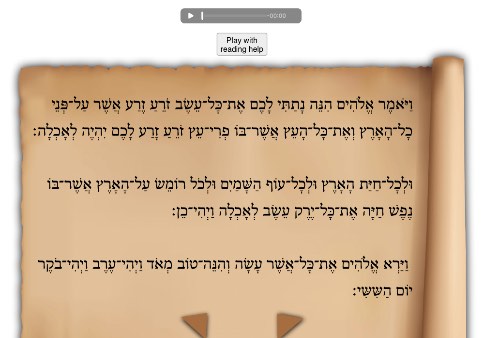 -00:00
Play with
reading help
וַיֹּאמֶר אֱלֹהִים הִנֵּה נָתַתִּי לָכֶם אֶת־כָּל־עֵשֶׂב זֹרֵעַ זֶרַע אֲשֶׁר עַל־פְּנֵי
כָל־הָאָרֶץ וְאֶת־כָּל־הָעֵץ אֲשֶׁר־בּוֹ פְרִי־עֵץ זֹרֵעַ זָרַע לָכֶם יִהְיֶה לְאָכְלָה:
וּלְכָל־חַיַּת הָאָרֶץ וּלְכָל־עוֹף הַשָּׁמַיִם וּלְכֹל רוֹמֵשׂ עַל־הָאָרֶץ אֲשֶׁר־בּוֹ
נֶפֶשׁ חַיָּה אֶת־כָּל־יֶרֶק עֵשֶׂב לְאָכְלָה וַיְהִי־כֵן:
וַיַּרְא אֱלֹהִים אֶת־כָּל־אֲשֶׁר עָשָׂה וְהִנֵּה־טוֹב מְאֹד וַיְהִי־עֶרֶב וַיְהִי־בֹקֶר
יוֹם הַשִּׁשִּׁי: